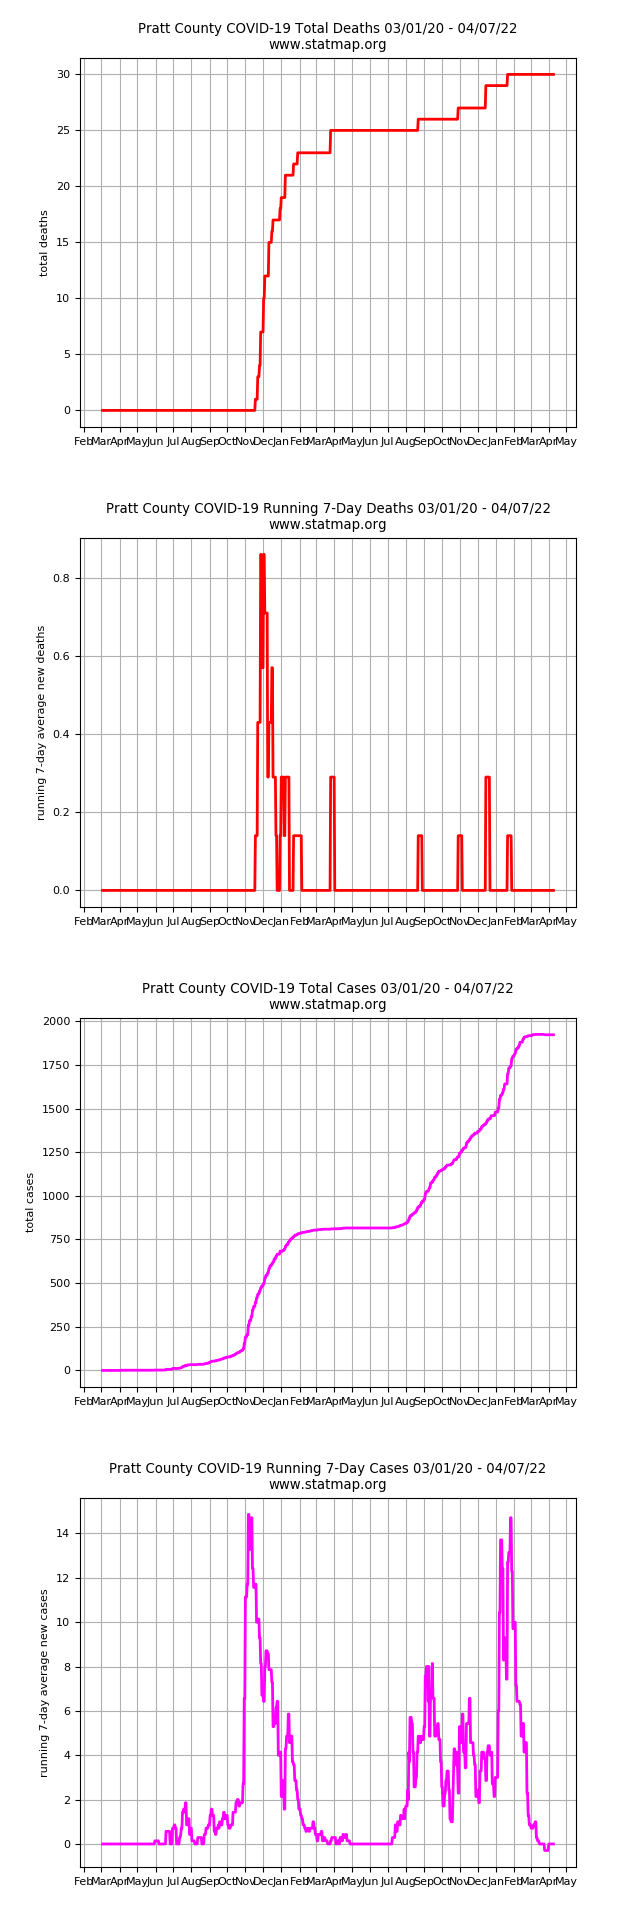 Pratt County COVID-19 Total Deaths 03/01/20 - 04/07/22
www.statmap.org
30
25
20
15
10
5
0
total deaths
Feb Mar Apr May Jun Jul Aug Sep Oct Nov Dec Jan Feb Mar Apr May Jun Jul Aug Sep Oct Nov Dec Jan Feb Mar Apr May
Pratt County COVID-19 Running 7-Day Deaths 03/01/20 - 04/07/22
www.statmap.org
0.8
0.6
0.4
0.2
0.0
running 7-day average new deaths
Feb Mar Apr May Jun Jul Aug Sep Oct Nov Dec Jan Feb Mar Apr May Jun Jul Aug Sep Oct Nov Dec Jan Feb Mar Apr May
Pratt County COVID-19 Total Cases 03/01/20 - 04/07/22
www.statmap.org
2000
1750
1500
1250
1000
750
500
250
0
total cases
Feb Mar Apr May Jun Jul Aug Sep Oct Nov Dec Jan Feb Mar Apr May Jun Jul Aug Sep Oct Nov Dec Jan Feb Mar Apr May
Pratt County COVID-19 Running 7-Day Cases 03/01/20 - 04/07/22
www.statmap.org
14
12
10
8
6
4
2
0
running 7-day average new cases
Feb Mar Apr May Jun Jul Aug Sep Oct Nov Dec Jan Feb Mar Apr May Jun Jul Aug Sep Oct Nov Dec Jan Feb Mar Apr May